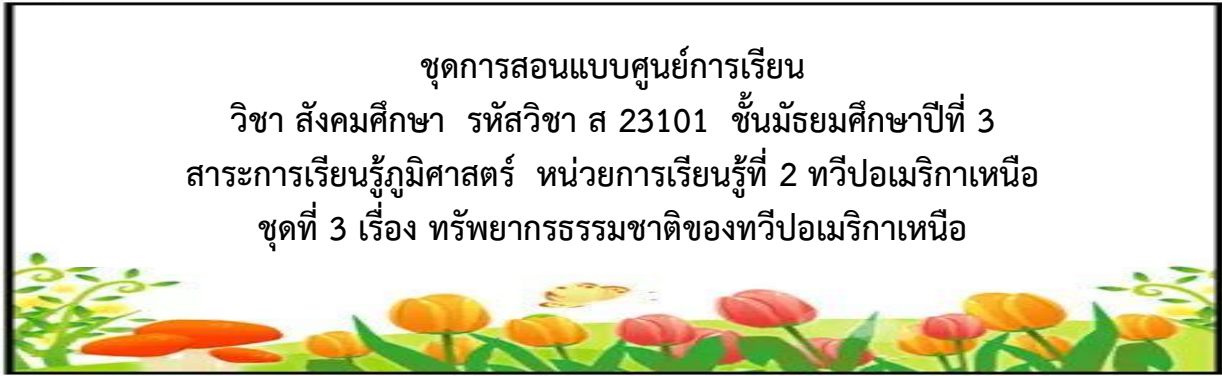 ชุดการสอนแบบศูนย์การเรียน
วิชา สังคมศึกษา รหัสวิชา ส 23101 ชั้นมัธยมศึกษาปีที่ 3
สาระการเรียนรู้ภูมิศาสตร์ หน่วยการเรียนรู้ที่ 2 ทวีปอเมริกาเหนือ
ชุดที่ 3 เรื่อง ทรัพยากรธรรมชาติของทวีปอเมริกาเหนือ